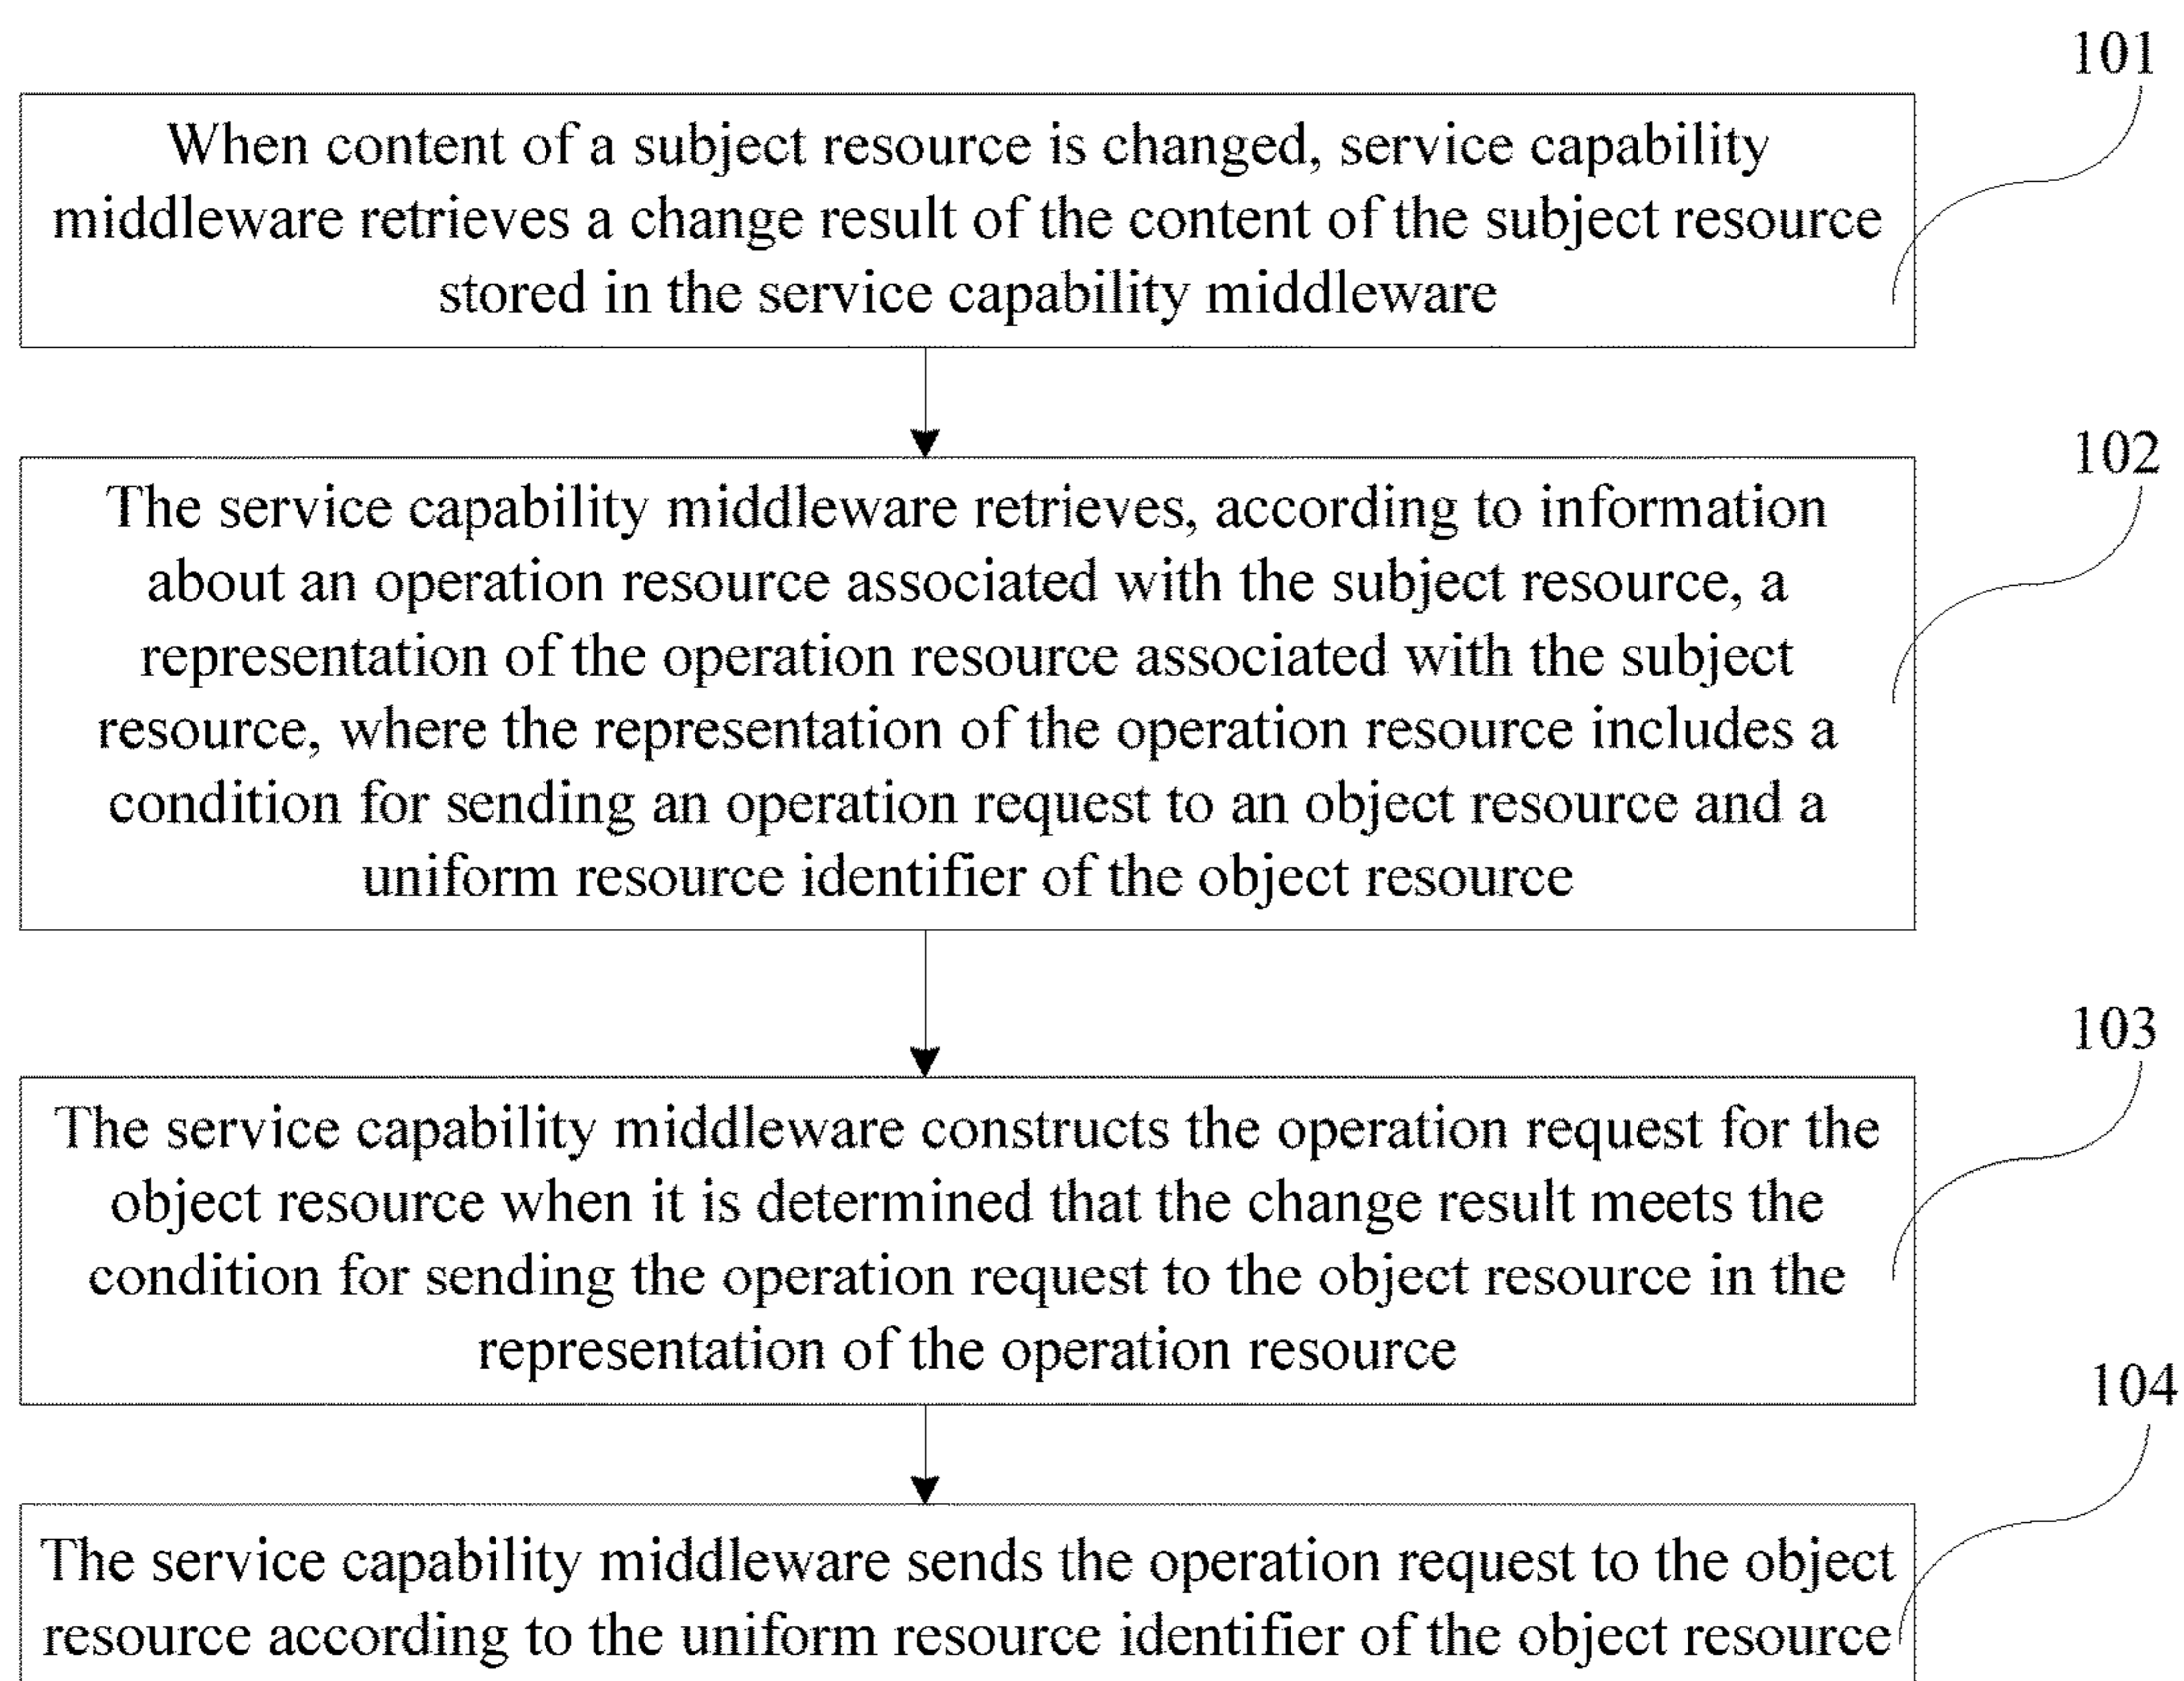 101
When content of a subject resource is changed, service capability
middleware retrieves a change result of the content of the subject resource
stored in the service capability middleware
102
The service capability middleware retrieves, according to information
about an operation resource associated with the subject resource, a
representation of the operation resource associated with the subject
resource, where the representation of the operation resource includes a
condition for sending an operation request to an object resource and a
uniform resource identifier of the object resource
103
The service capability middleware constructs the operation request for the
object resource when it is determined that the change result meets the
condition for sending the operation request to the object resource in the
representation of the operation resource
104
The service capability middleware sends the operation request to the object
resource according to the uniform resource identifier of the object resource